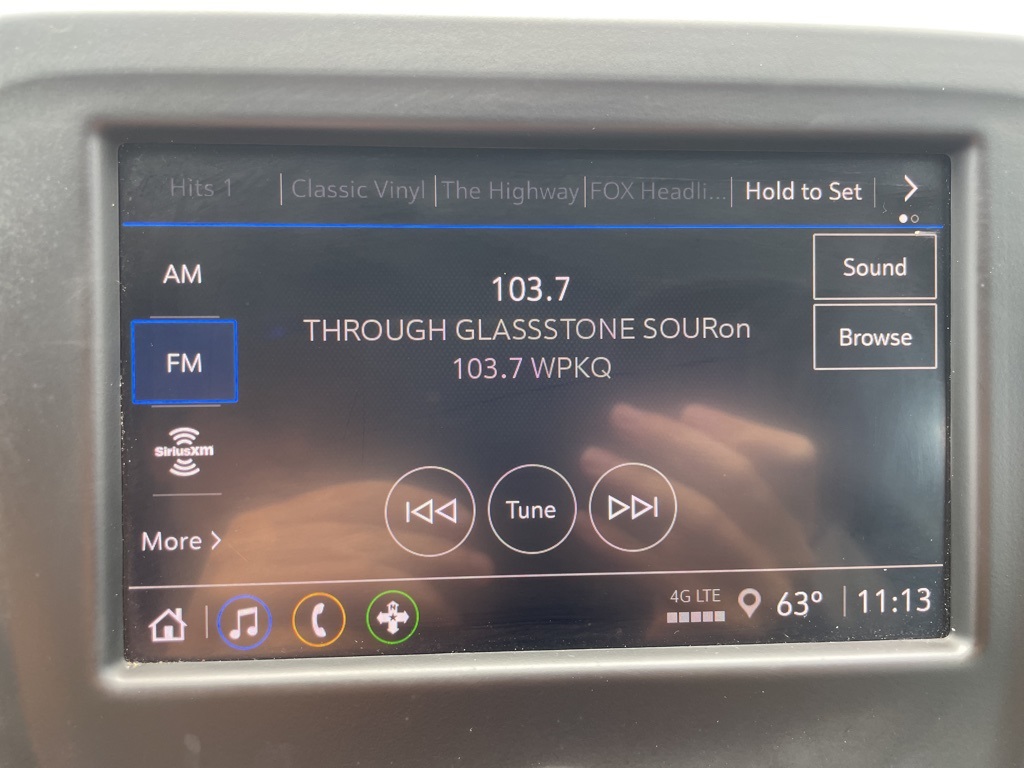 Hits 1 Classic Vinyl The Highway FOX Headli... Hold to Set
AM
Sound
103.7
THROUGH GLASSSTONE SOURon
Browse
FM
103.7 WPKQ
SiriusXM
Tune
More
4G LTE
63° 11:13
N